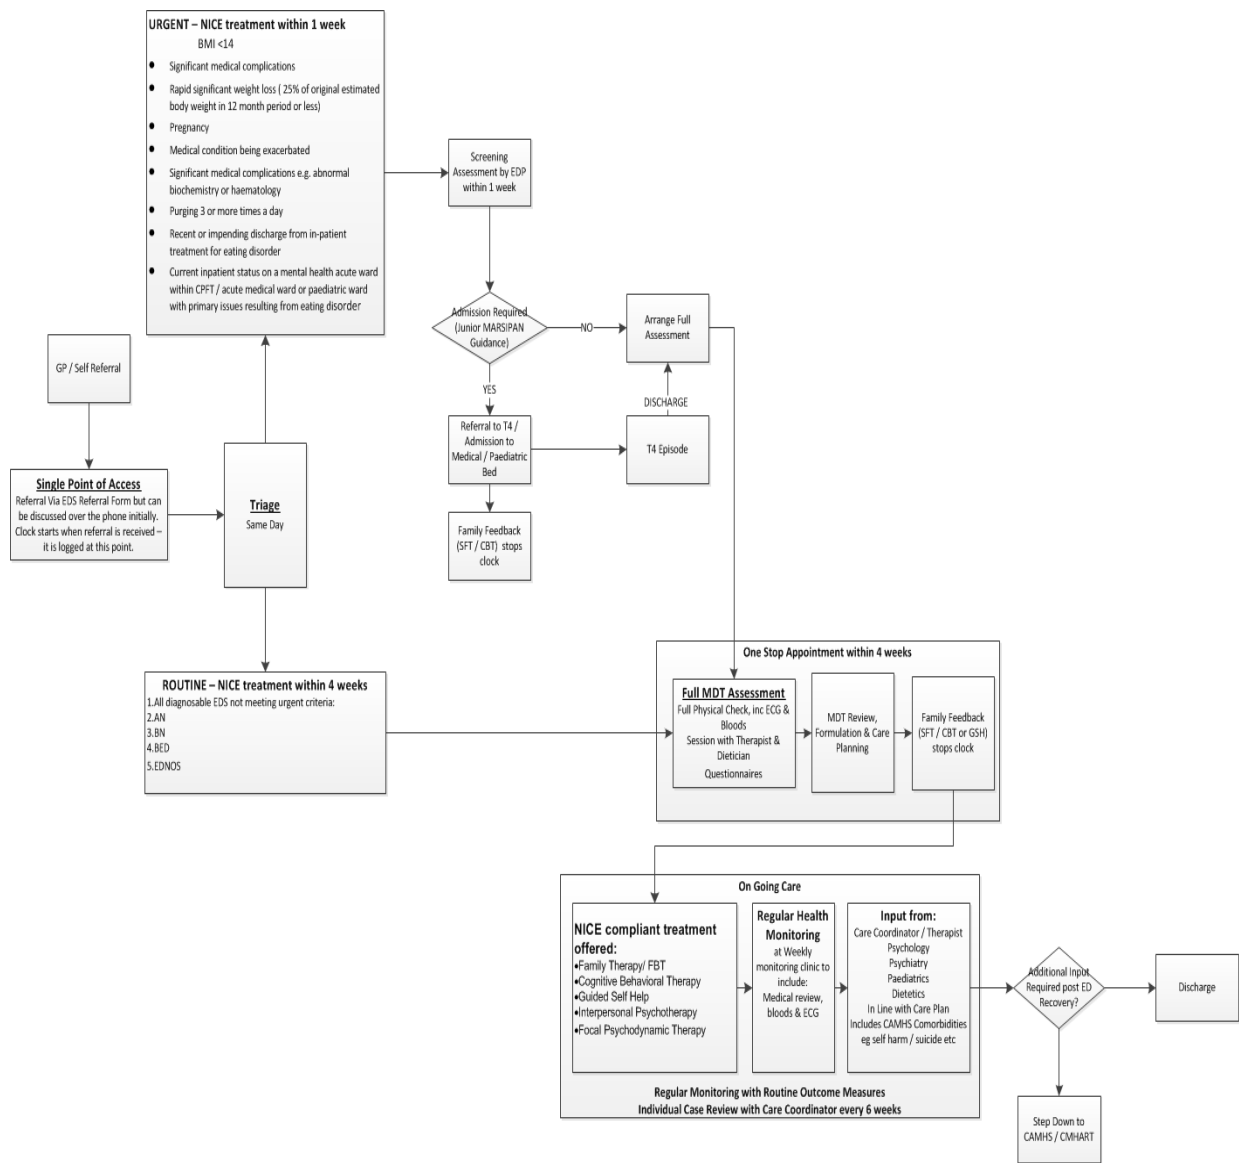 URGENT – NICE treatment within 1 week
BMI <14
Significant medical complications
Rapid significant weight loss ( 25% of original estimated
body weight in 12 month period or less)
Pregnancy
Medical condition being exacerbated
Significant medical complications e.g. abnormal
biochemistry or haematology
Purging 3 or more times a day
Recent or impending discharge from in-patient
treatment for eating disorder
Current inpatient status on a mental health acute ward
within CPFT / acute medical ward or paediatric ward
with primary issues resulting from eating disorder
Screening
Assessment by EDP
within 1 week
Admission Required
(Junior MARSIPAN
Guidance)
NO
Arrange Full
Assessment
YES
DISCHARGE
Referral to T4 /
Admission to
Medical / Paediatric
Bed
T4 Episode
Family Feedback
(SFT / CBT) stops
clock
GP / Self Referral
Single Point of Access
Referral Via EDS Referral Form but can
be discussed over the phone initially.
Clock starts when referral is received –
it is logged at this point.
Triage
Same Day
ROUTINE – NICE treatment within 4 weeks
1.All diagnosable EDS not meeting urgent criteria:
2.AN
3.BN
4.BED
5.EDNOS
One Stop Appointment within 4 weeks
Full MDT Assessment
Full Physical Check, inc ECG &
Bloods
Session with Therapist &
Dietician
Questionnaires
MDT Review,
Formulation & Care
Planning
Family Feedback
(SFT / CBT or GSH)
stops clock
On Going Care
NICE compliant treatment
offered:
•Family Therapy/ FBT
•Cognitive Behavioral Therapy
•Guided Self Help
•Interpersonal Psychotherapy
•Focal Psychodynamic Therapy
Regular Health
Monitoring
at Weekly
monitoring clinic to
include:
Medical review,
bloods & ECG
Input from:
Care Coordinator / Therapist
Psychology
Psychiatry
Paediatrics
Dietetics
In Line with Care Plan
Includes CAMHS Comorbidities
eg self harm / suicide etc
Regular Monitoring with Routine Outcome Measures
Individual Case Review with Care Coordinator every 6 weeks
Additional Input
Required post ED
Recovery?
Discharge
Step Down to
CAMHS / CMHART